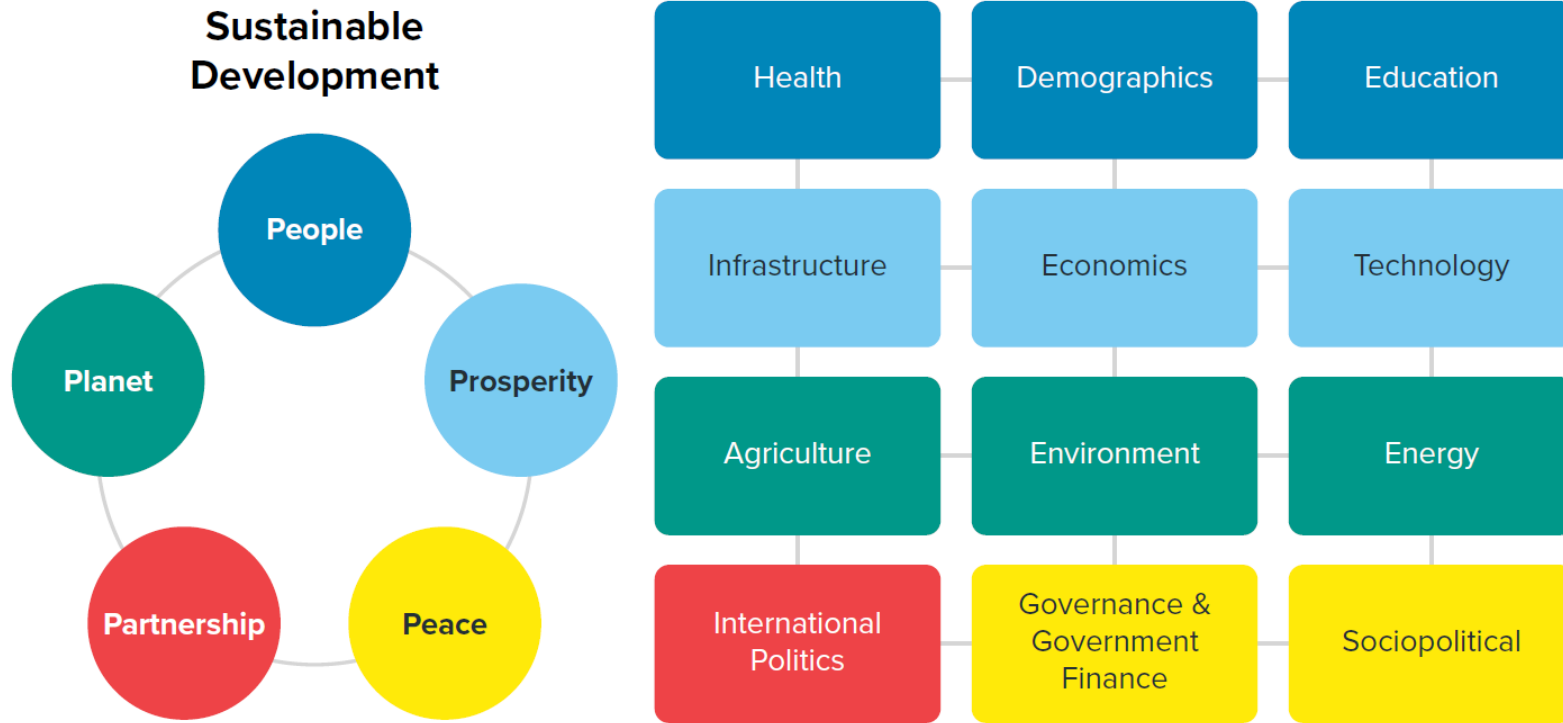 Sustainable
Development
People
Planet
Prosperity
Partnership
Peace
Health
Demographics
Education
Infrastructure
Economics
Technology
Agriculture
Environment
Energy
International
Politics
Governance &
Government
Finance
Sociopolitical